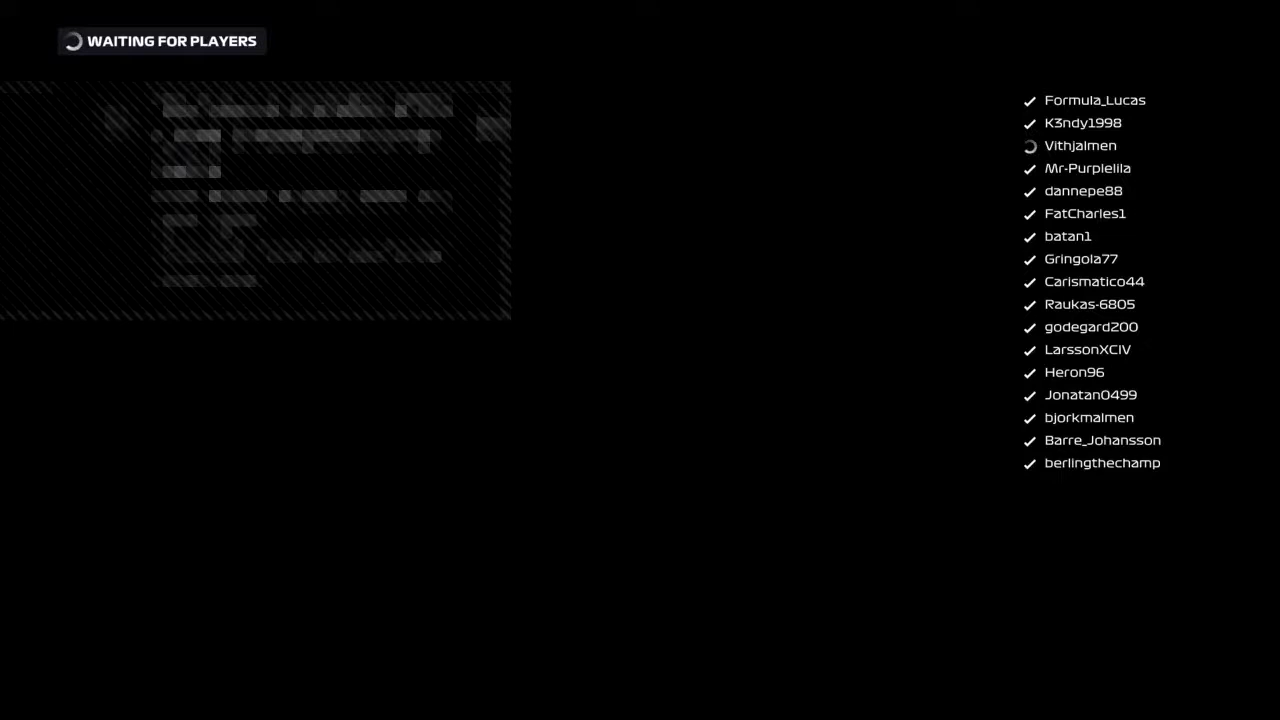 WAITING FOR PLAYERS
Formula_Lucas
K3ndy1998
Vithjalmen
Mr-Purplelila
dannepe88
FatCharles1
batan1
Gringola77
Carismatico44
Raukas-6805
godegard200
LarssonXCIV
Heron96
Jonatan0499
bjorkmalmen
Barre_Johansson
berlingthechamp